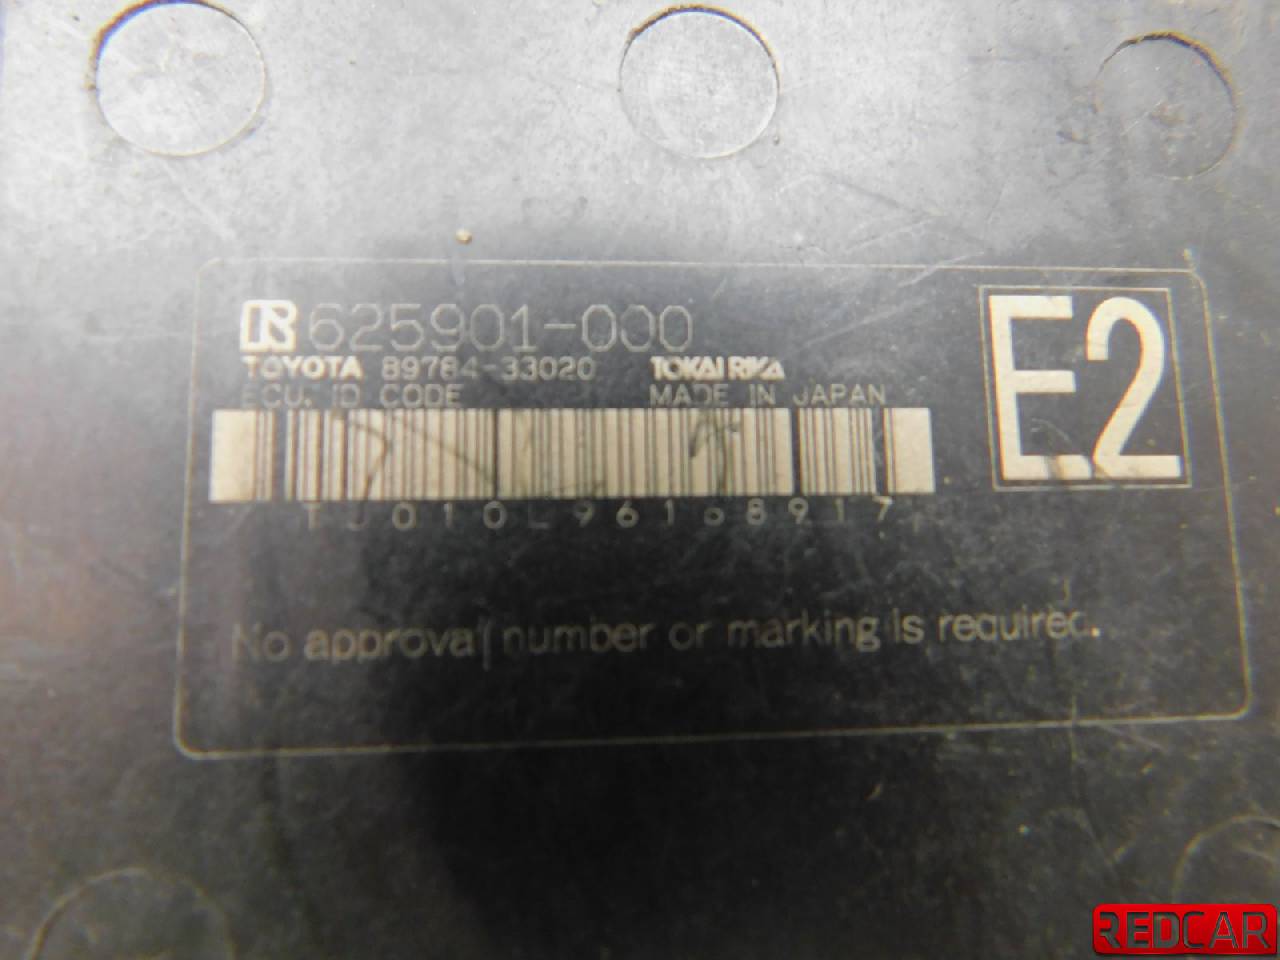 625901-000
TOYOTA 89784-33020 TOKAI RIKA
ECU. ID CODE MADE IN JAPAN
E2
TJ010L96168917
No approval number or marking is required.
REDCAR